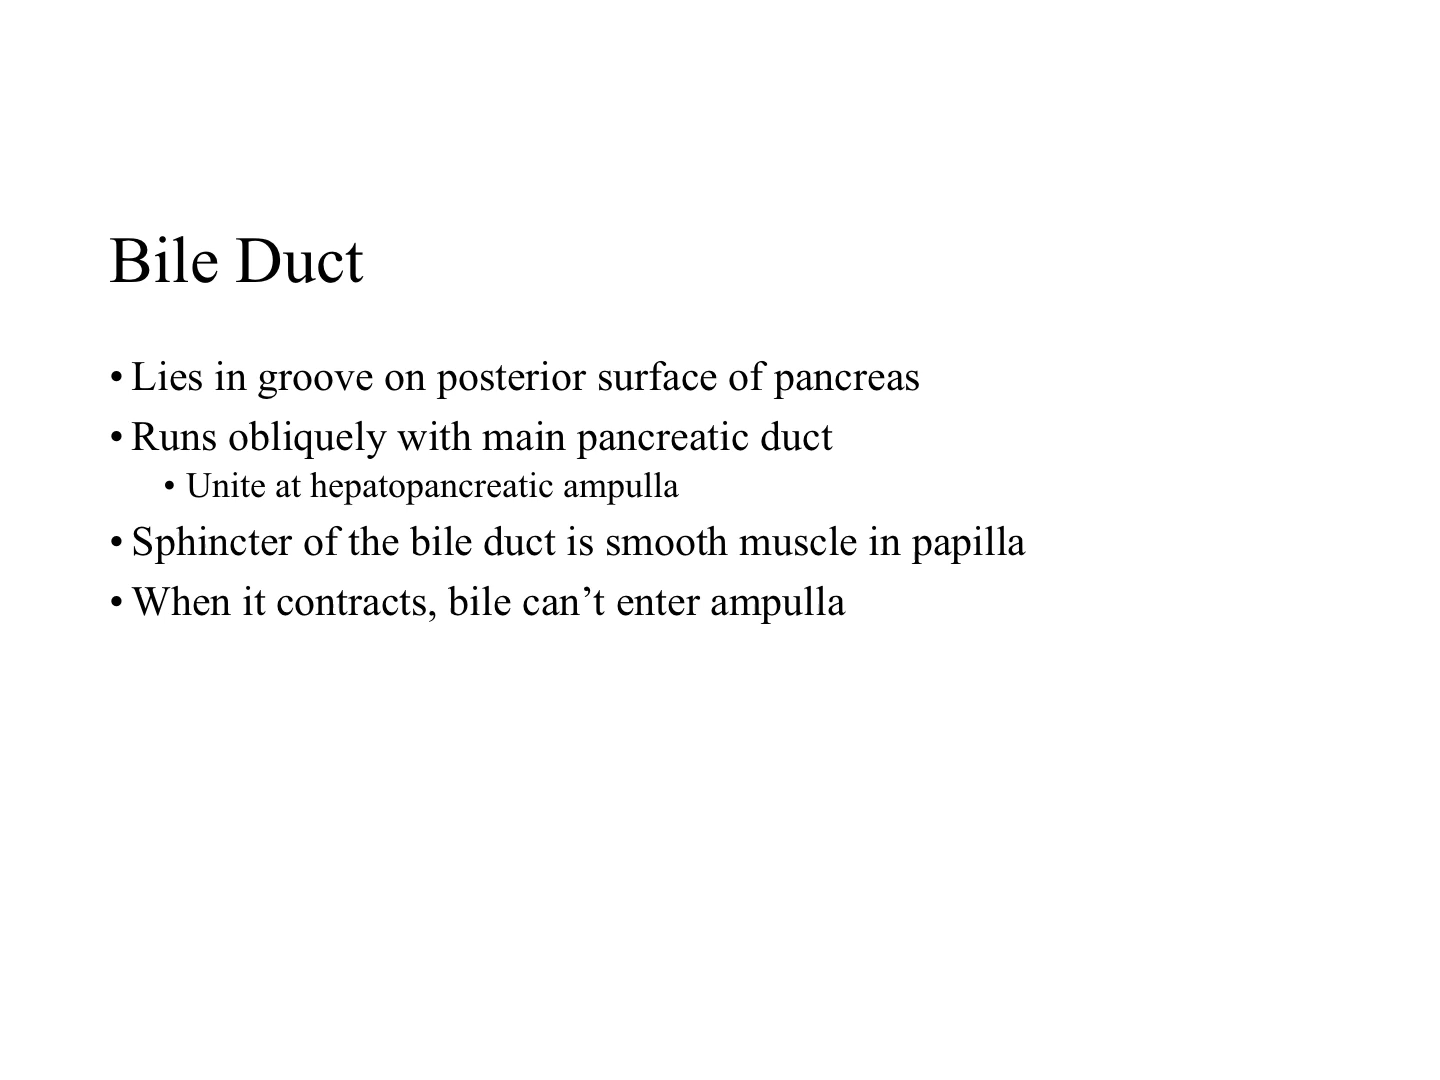 Bile Duct
• Lies in groove on posterior surface of pancreas
• Runs obliquely with main pancreatic duct
• Unite at hepatopancreatic ampulla
• Sphincter of the bile duct is smooth muscle in papilla
• When it contracts, bile can’t enter ampulla